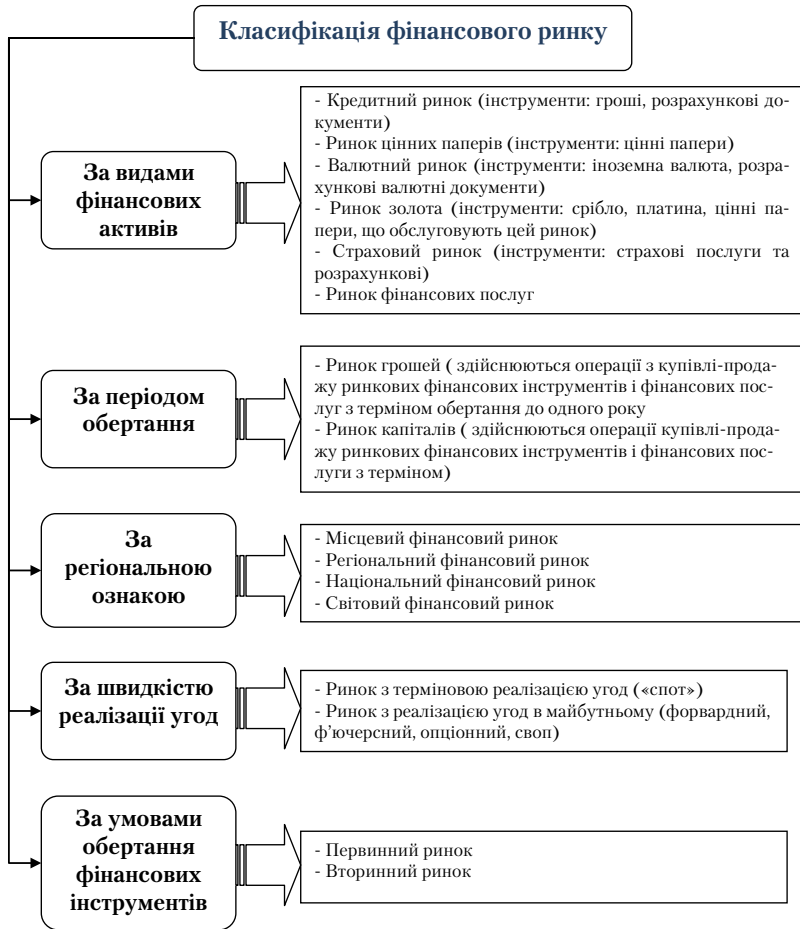 Класифікація фінансового ринку
За видами
фінансових
активів
- Кредитний ринок (інструменти: гроші, розрахункові до-
кументи)
- Ринок цінних паперів (інструменти: цінні папери)
- Валютний ринок (інструменти: іноземна валюта, розра-
хункові валютні документи)
- Ринок золота (інструменти: срібло, платина, цінні па-
пери, що обслуговують цей ринок)
- Страховий ринок (інструменти: страхові послуги та
розрахункові)
- Ринок фінансових послуг
За періодом
обертання
- Ринок грошей ( здійснюються операції з купівлі-прода-
жу ринкових фінансових інструментів і фінансових пос-
луг з терміном обертання до одного року
- Ринок капіталів ( здійснюються операції купівлі-прода-
жу ринкових фінансових інструментів і фінансових пос-
луги з терміном)
За
регіональною
ознакою
- Місцевий фінансовий ринок
- Регіональний фінансовий ринок
- Національний фінансовий ринок
- Світовий фінансовий ринок
За швидкістю
реалізації угод
- Ринок з терміновою реалізацією угод («спот»)
- Ринок з реалізацією угод в майбутньому (форвардний,
ф'ючерсний, опціонний, своп)
За умовами
обертання
фінансових
інструментів
- Первинний ринок
- Вторинний ринок